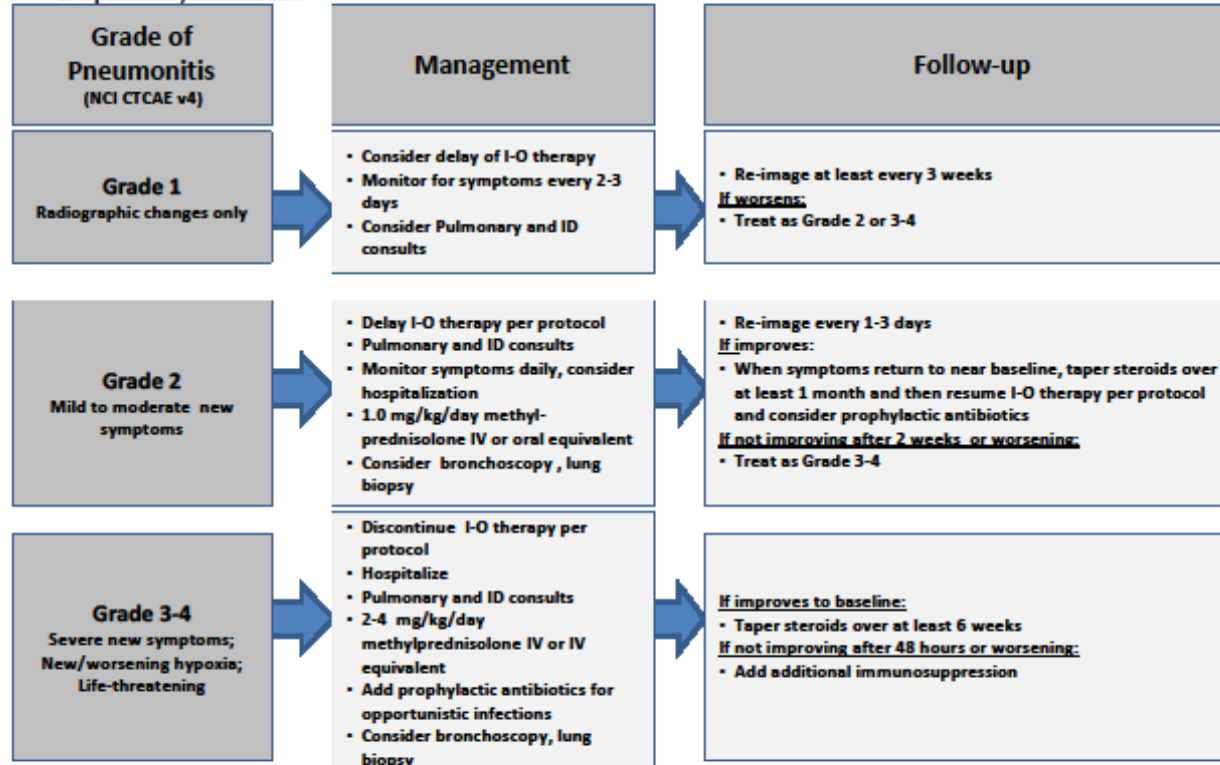 Grade of
Pneumonitis
(NCI CTCAE v4)
Management
Follow-up
Grade 1
Radiographic changes only
• Consider delay of I-O therapy
• Monitor for symptoms every 2-3
days
• Consider Pulmonary and ID
consults
• Re-image at least every 3 weeks
If worsens:
• Treat as Grade 2 or 3-4
Grade 2
Mild to moderate new
symptoms
• Delay I-O therapy per protocol
• Pulmonary and ID consults
• Monitor symptoms daily, consider
hospitalization
• 1.0 mg/kg/day methyl-
prednisolone IV or oral equivalent
• Consider bronchoscopy , lung
biopsy
• Re-image every 1-3 days
If improves:
• When symptoms return to near baseline, taper steroids over
at least 1 month and then resume I-O therapy per protocol
and consider prophylactic antibiotics
If not improving after 2 weeks or worsening:
• Treat as Grade 3-4
Grade 3-4
Severe new symptoms;
New/worsening hypoxia;
Life-threatening
• Discontinue I-O therapy per
protocol
• Hospitalize
• Pulmonary and ID consults
• 2-4 mg/kg/day
methylprednisolone IV or IV
equivalent
• Add prophylactic antibiotics for
opportunistic infections
• Consider bronchoscopy, lung
biopsy
If improves to baseline:
• Taper steroids over at least 6 weeks
If not improving after 48 hours or worsening:
• Add additional immunosuppression